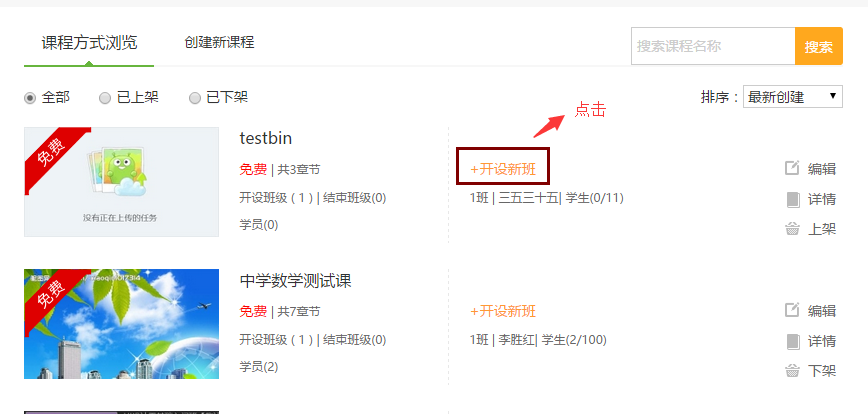 课程方式浏览
创建新课程
搜索课程名称
搜索
全部
已上架
已下架
排序：
最新创建
点击
免费
没有正在上传的任务
testbin
免费 | 共3章节
开设班级（1）| 结束班级(0)
学员(0)
+开设新班
1班 | 三五三十五| 学生(0/11)
编辑
详情
上架
免费
中学数学测试课
免费 | 共7章节
开设班级（1）| 结束班级(0)
学员(2)
+开设新班
1班 | 李胜红| 学生(2/100)
编辑
详情
下架